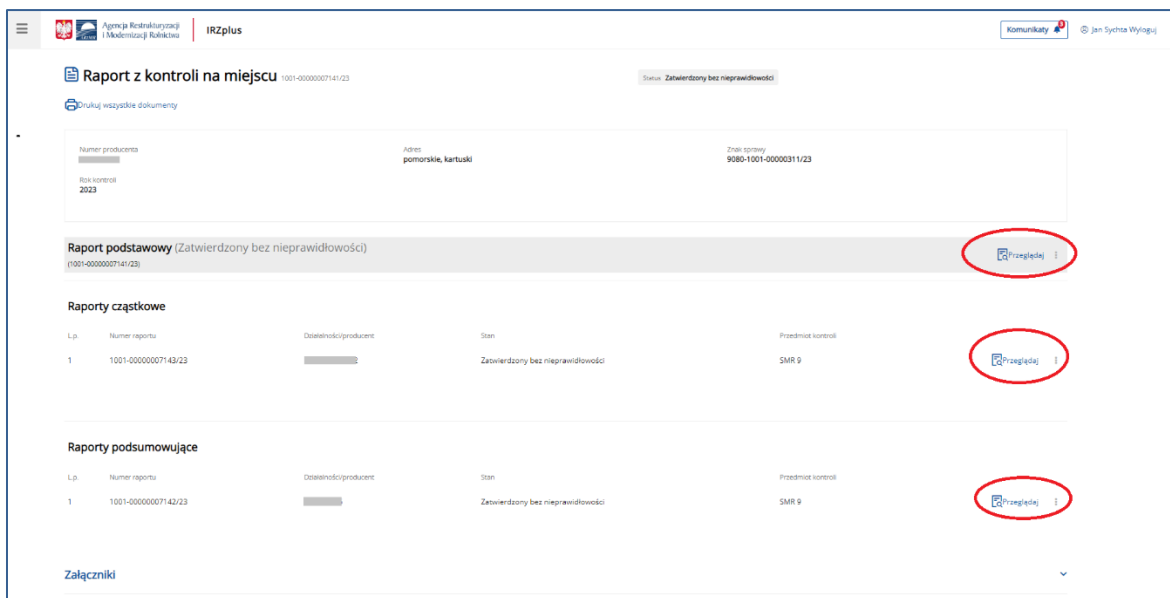 Agencja Restrukturyzacji
i Modernizacji Rolnictwa
IRZplus
Komunikaty
Jan Sychta Wyloguj
Raport z kontroli na miejscu 1001-00000007141/23
Status Zatwierdzony bez nieprawidłowości
Drukuj wszystkie dokumenty
Numer producenta
Adres
pomorskie, kartuski
Znak sprawy
9080-1001-00000311/23
Rok kontroli
2023
Raport podstawowy (Zatwierdzony bez nieprawidłowości)
(1001-00000007141/23)
Przeglądaj
Raporty cząstkowe
L.p. Numer raportu Działalność/producent Stan Przedmiot kontroli
1 1001-00000007143/23 Zatwierdzony bez nieprawidłowości SMR 9 Przeglądaj
Raporty podsumowujące
L.p. Numer raportu Działalność/producent Stan Przedmiot kontroli
1 1001-00000007142/23 Zatwierdzony bez nieprawidłowości SMR 9 Przeglądaj
Załączniki